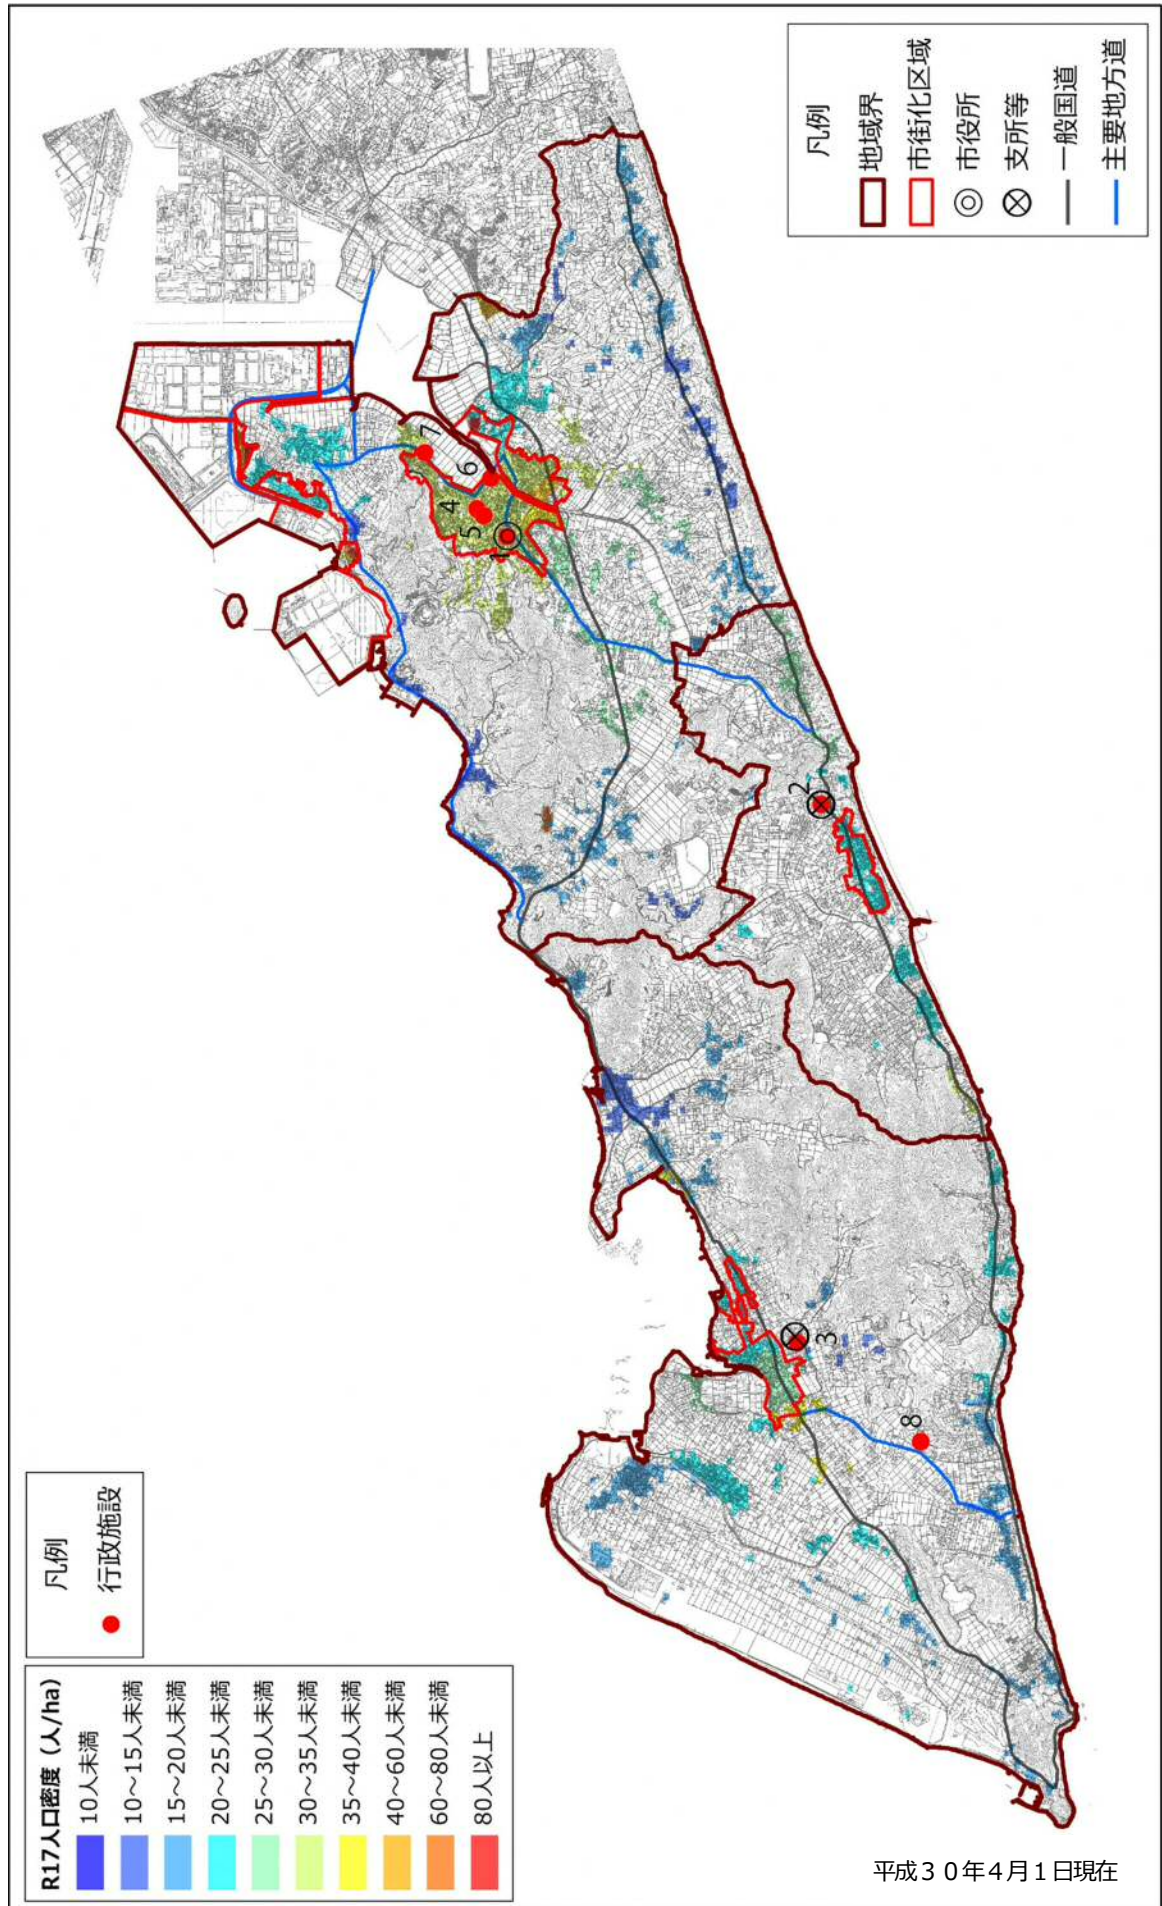 R17人口密度（人/ha）
10人未満
10～15人未満
15～20人未満
20～25人未満
25～30人未満
30～35人未満
35～40人未満
40～60人未満
60～80人未満
80人以上
凡例
行政施設
凡例
地域界
市街化区域
市役所
支所等
一般国道
主要地方道
1
2
3
4
5
6
7
8
平成３０年４月１日現在